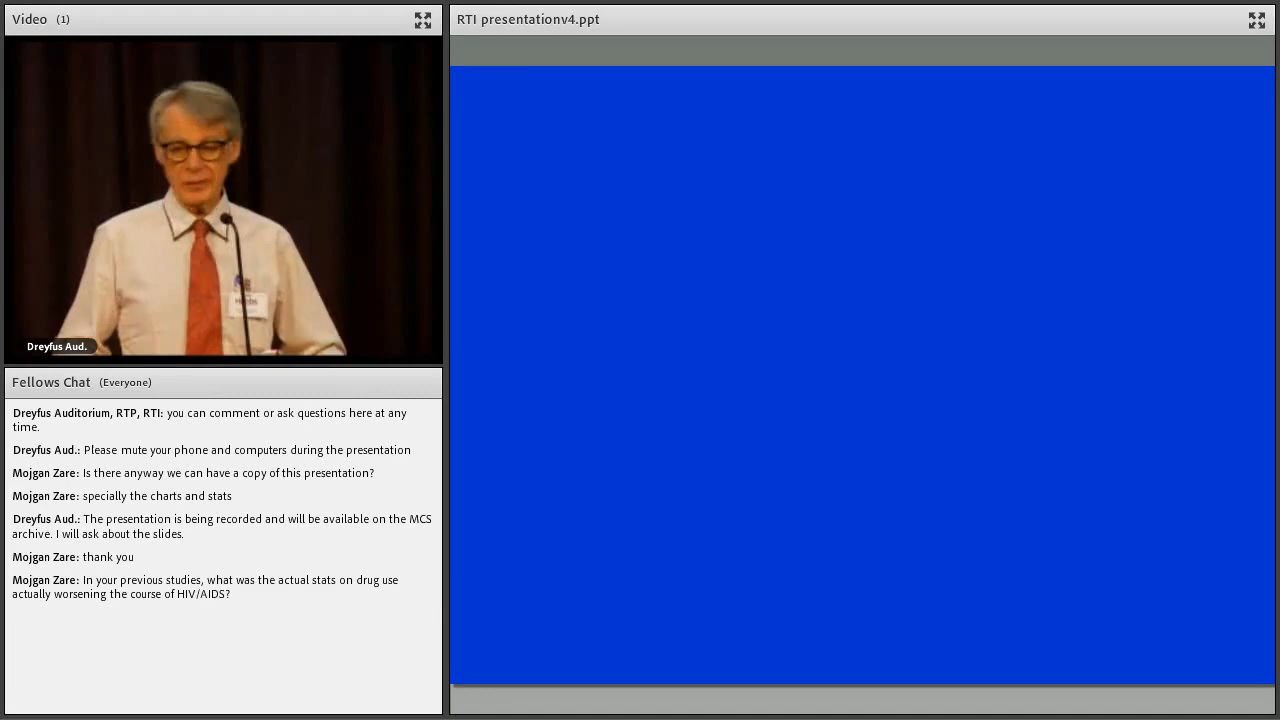 Video (1)
RTI presentationv4.ppt
Dreyfus Aud.
Fellows Chat (Everyone)
Dreyfus Auditorium, RTP, RTI: you can comment or ask questions here at any
time.
Dreyfus Aud.: Please mute your phone and computers during the presentation
Mojgan Zare: Is there anyway we can have a copy of this presentation?
Mojgan Zare: specially the charts and stats
Dreyfus Aud.: The presentation is being recorded and will be available on the MCS
archive. I will ask about the slides.
Mojgan Zare: thank you
Mojgan Zare: In your previous studies, what was the actual stats on drug use
actually worsening the course of HIV/AIDS?